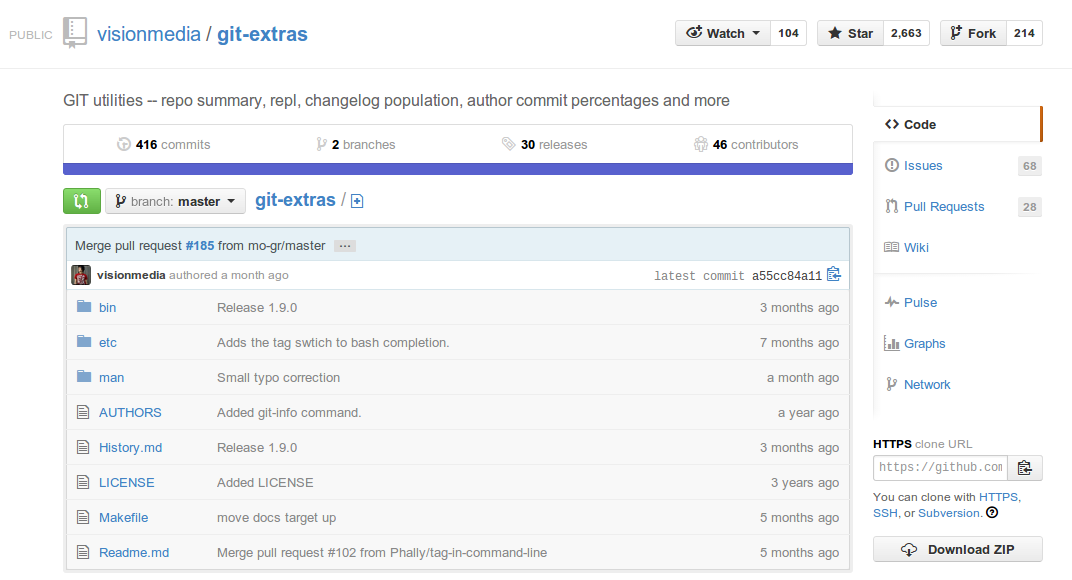 PUBLIC visionmedia / git-extras Watch 104 Star 2,663 Fork 214
GIT utilities -- repo summary, repl, changelog population, author commit percentages and more
416 commits 2 branches 30 releases 46 contributors
branch: master git-extras /
Merge pull request #185 from mo-gr/master ...
visionmedia authored a month ago latest commit a55cc84a11
bin Release 1.9.0 3 months ago
etc Adds the tag swtich to bash completion. 7 months ago
man Small typo correction a month ago
AUTHORS Added git-info command. a year ago
History.md Release 1.9.0 3 months ago
LICENSE Added LICENSE 3 years ago
Makefile move docs target up 5 months ago
Readme.md Merge pull request #102 from Phally/tag-in-command-line 5 months ago
Code
Issues 68
Pull Requests 28
Wiki
Pulse
Graphs
Network
HTTPS clone URL
https://github.com
You can clone with HTTPS,
SSH, or Subversion.
Download ZIP